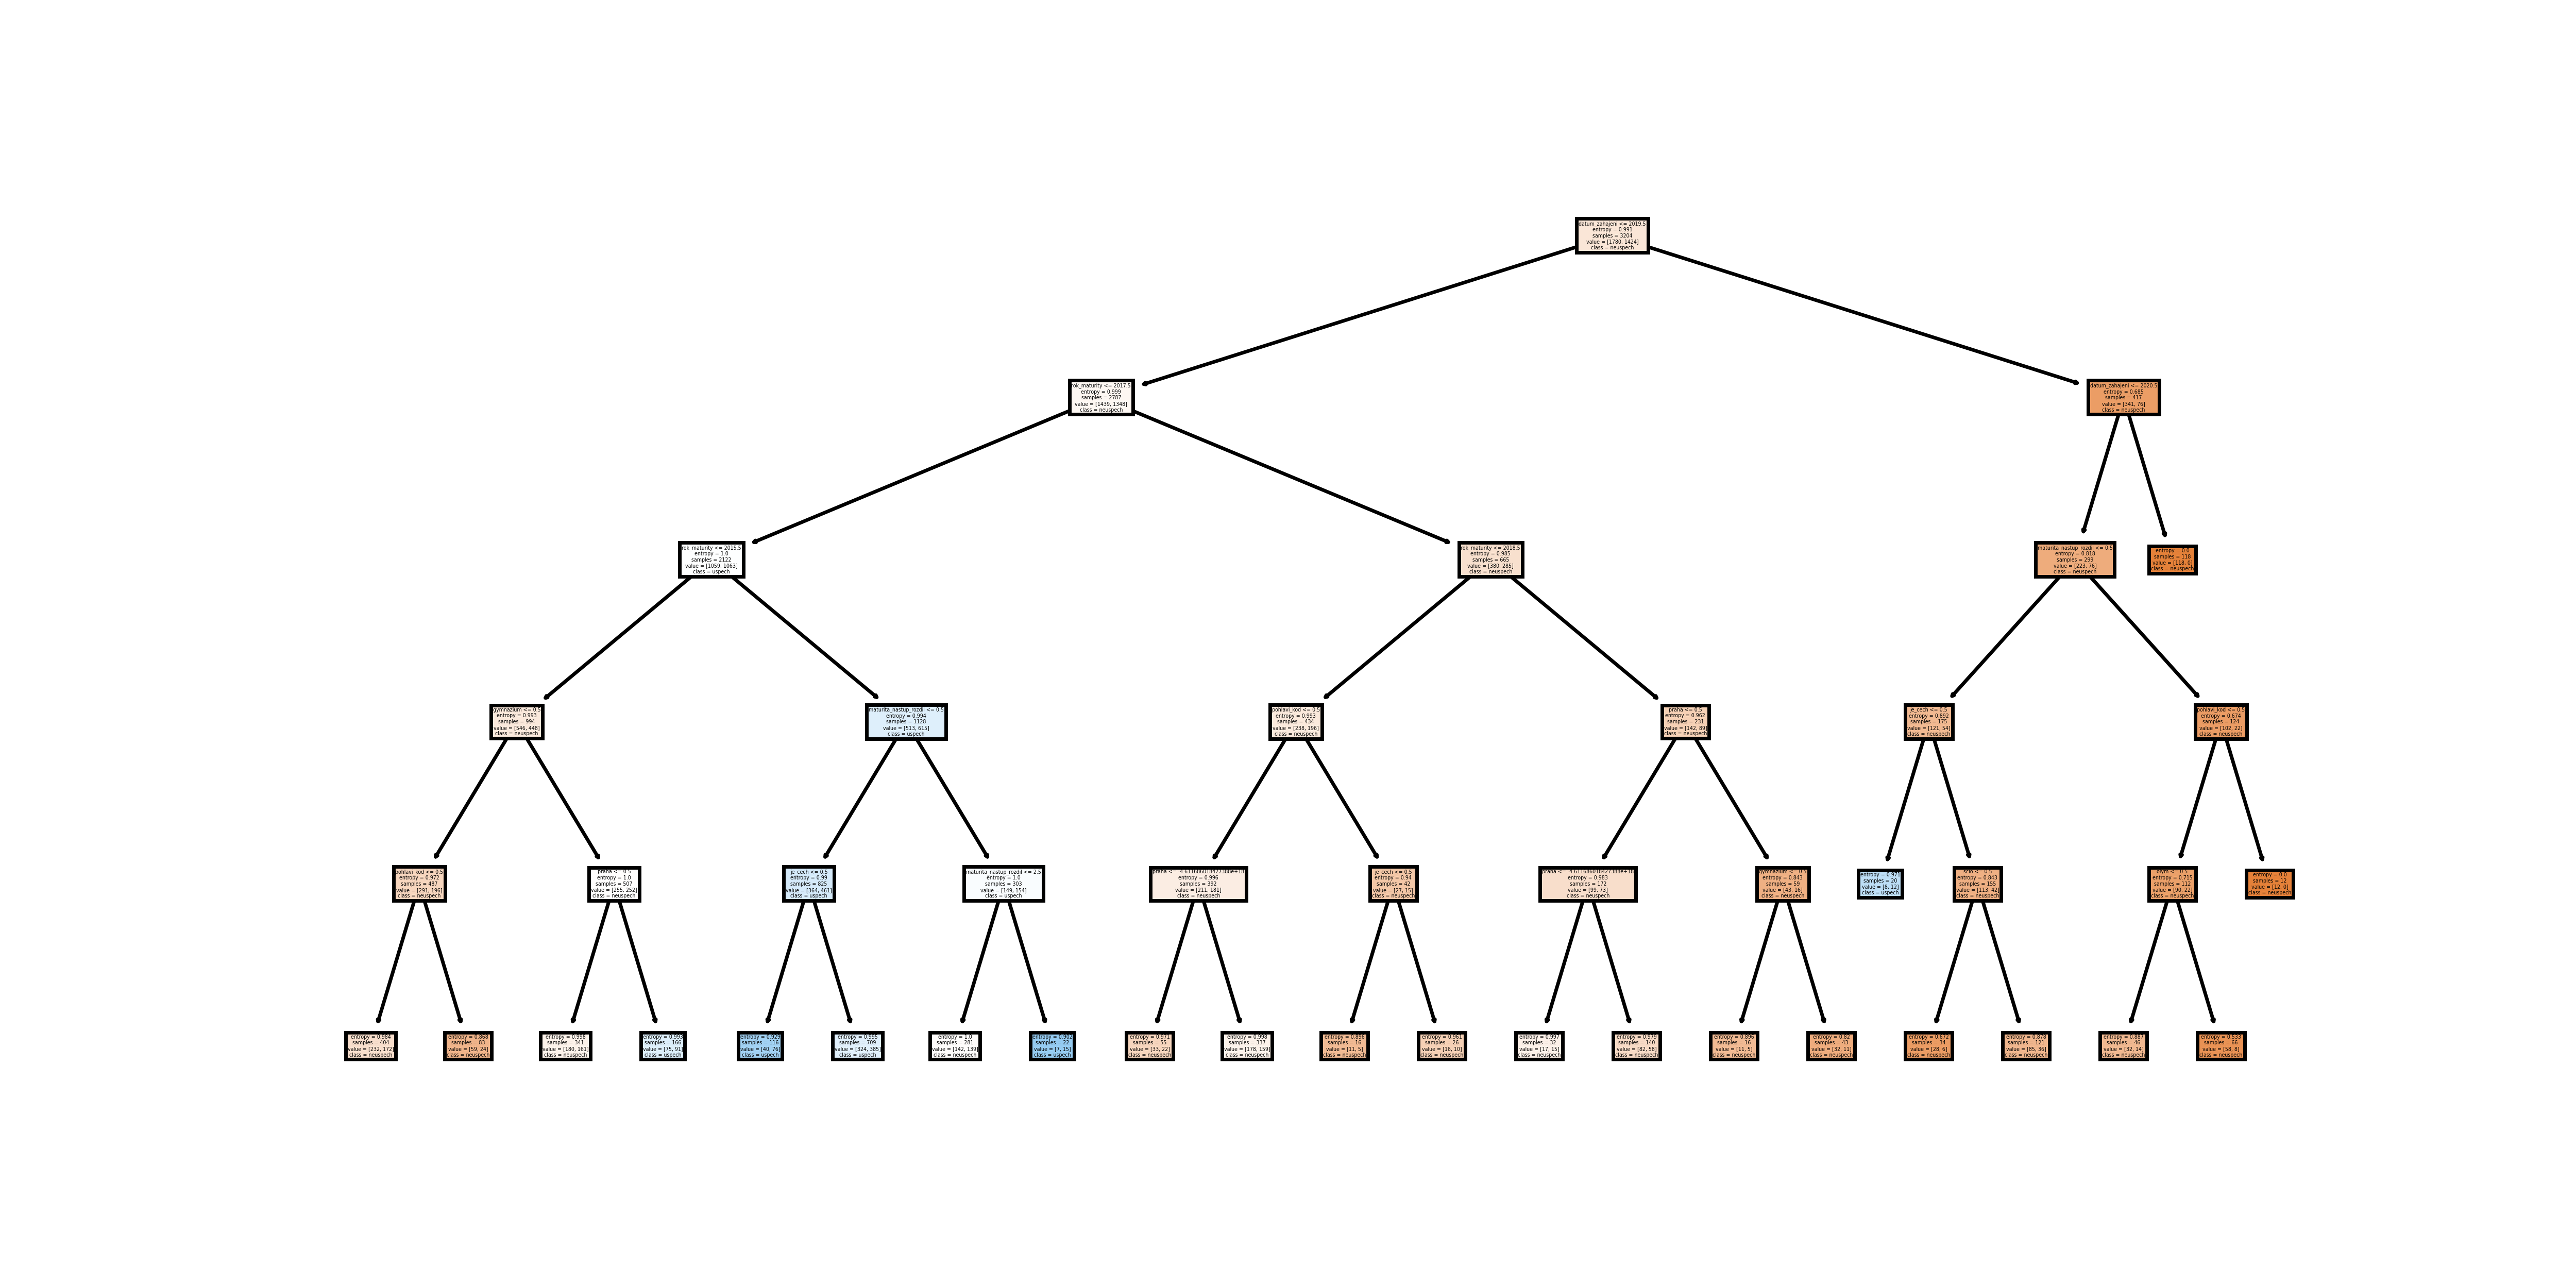 datum_zahajeni <= 2019.5
entropy = 0.991
samples = 3204
value = [1780, 1424]
class = neuspech
rok_maturity <= 2017.5
entropy = 0.999
samples = 2787
value = [1439, 1348]
class = neuspech
datum_zahajeni <= 2020.5
entropy = 0.685
samples = 417
value = [341, 76]
class = neuspech
rok_maturity <= 2015.5
entropy = 1.0
samples = 2122
value = [1059, 1063]
class = uspech
rok_maturity <= 2018.5
entropy = 0.985
samples = 665
value = [380, 285]
class = neuspech
maturita_nastup_rozdil <= 0.5
entropy = 0.818
samples = 299
value = [223, 76]
class = neuspech
entropy = 0.0
samples = 118
value = [118, 0]
class = neuspech
gymnazium <= 0.5
entropy = 0.993
samples = 994
value = [546, 448]
class = neuspech
maturita_nastup_rozdil <= 0.5
entropy = 0.994
samples = 1128
value = [513, 615]
class = uspech
pohlavi_kod <= 0.5
entropy = 0.993
samples = 434
value = [238, 196]
class = neuspech
praha <= 0.5
entropy = 0.962
samples = 231
value = [142, 89]
class = neuspech
je_cech <= 0.5
entropy = 0.892
samples = 175
value = [121, 54]
class = neuspech
pohlavi_kod <= 0.5
entropy = 0.674
samples = 124
value = [102, 22]
class = neuspech
pohlavi_kod <= 0.5
entropy = 0.972
samples = 487
value = [291, 196]
class = neuspech
praha <= 0.5
entropy = 1.0
samples = 507
value = [255, 252]
class = neuspech
je_cech <= 0.5
entropy = 0.99
samples = 825
value = [364, 461]
class = uspech
maturita_nastup_rozdil <= 2.5
entropy = 1.0
samples = 303
value = [149, 154]
class = uspech
praha <= -4.611686018427388e+18
entropy = 0.996
samples = 392
value = [211, 181]
class = neuspech
je_cech <= 0.5
entropy = 0.94
samples = 42
value = [27, 15]
class = neuspech
praha <= -4.611686018427388e+18
entropy = 0.983
samples = 172
value = [99, 73]
class = neuspech
gymnazium <= 0.5
entropy = 0.843
samples = 59
value = [43, 16]
class = neuspech
entropy = 0.971
samples = 20
value = [8, 12]
class = uspech
scio <= 0.5
entropy = 0.843
samples = 155
value = [113, 42]
class = neuspech
olym <= 0.5
entropy = 0.715
samples = 112
value = [90, 22]
class = neuspech
entropy = 0.0
samples = 12
value = [12, 0]
class = neuspech
entropy = 0.984
samples = 404
value = [232, 172]
class = neuspech
entropy = 0.868
samples = 83
value = [59, 24]
class = neuspech
entropy = 0.998
samples = 341
value = [180, 161]
class = neuspech
entropy = 0.993
samples = 166
value = [75, 91]
class = uspech
entropy = 0.929
samples = 116
value = [40, 76]
class = uspech
entropy = 0.995
samples = 709
value = [324, 385]
class = uspech
entropy = 1.0
samples = 281
value = [142, 139]
class = neuspech
entropy = 0.902
samples = 22
value = [7, 15]
class = uspech
entropy = 0.971
samples = 55
value = [33, 22]
class = neuspech
entropy = 0.998
samples = 337
value = [178, 159]
class = neuspech
entropy = 0.896
samples = 16
value = [11, 5]
class = neuspech
entropy = 0.961
samples = 26
value = [16, 10]
class = neuspech
entropy = 0.997
samples = 32
value = [17, 15]
class = neuspech
entropy = 0.979
samples = 140
value = [82, 58]
class = neuspech
entropy = 0.896
samples = 16
value = [11, 5]
class = neuspech
entropy = 0.82
samples = 43
value = [32, 11]
class = neuspech
entropy = 0.672
samples = 34
value = [28, 6]
class = neuspech
entropy = 0.878
samples = 121
value = [85, 36]
class = neuspech
entropy = 0.887
samples = 46
value = [32, 14]
class = neuspech
entropy = 0.533
samples = 66
value = [58, 8]
class = neuspech